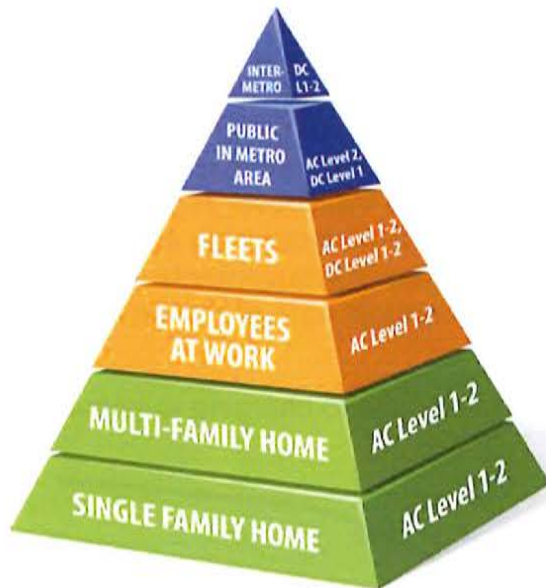 INTER-
METRO
DC
L1-2
PUBLIC
IN METRO
AREA
AC Level 2,
DC Level 1
FLEETS
AC Level 1-2,
DC Level 1-2
EMPLOYEES
AT WORK
AC Level 1-2
MULTI-FAMILY HOME
AC Level 1-2
SINGLE FAMILY HOME
AC Level 1-2